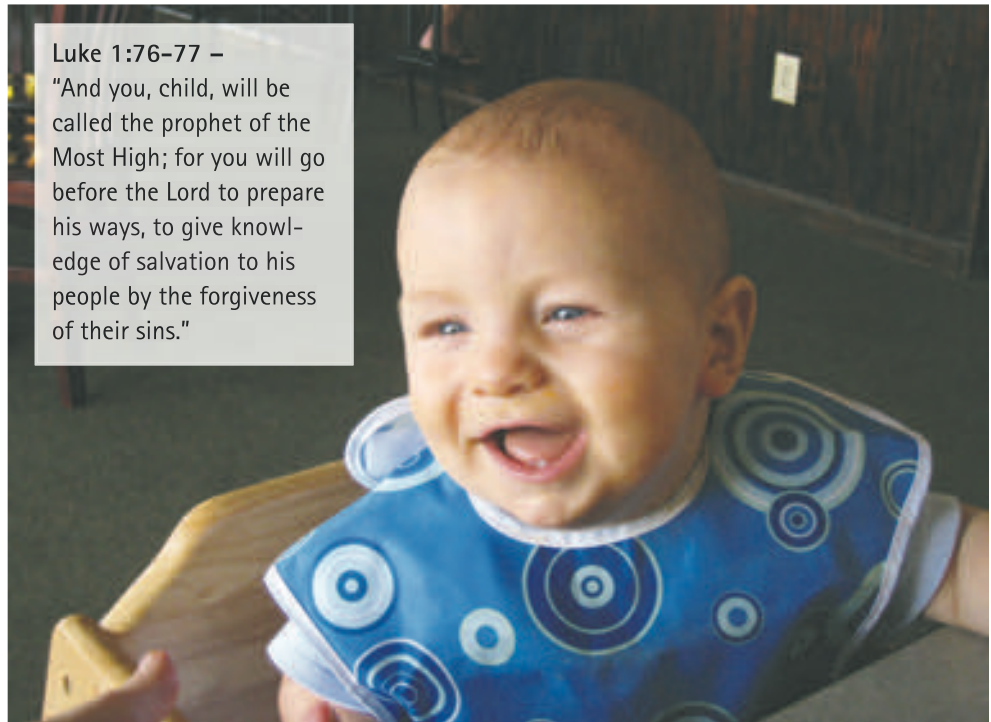 Luke 1:76-77 –
"And you, child, will be
called the prophet of the
Most High; for you will go
before the Lord to prepare
his ways, to give knowl-
edge of salvation to his
people by the forgiveness
of their sins."